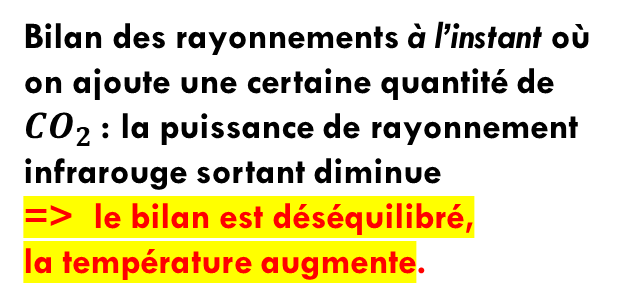 Bilan des rayonnements à l’instant où
on ajoute une certaine quantité de
𝑪𝑶₂ : la puissance de rayonnement
infrarouge sortant diminue
=> le bilan est déséquilibré,
la température augmente.